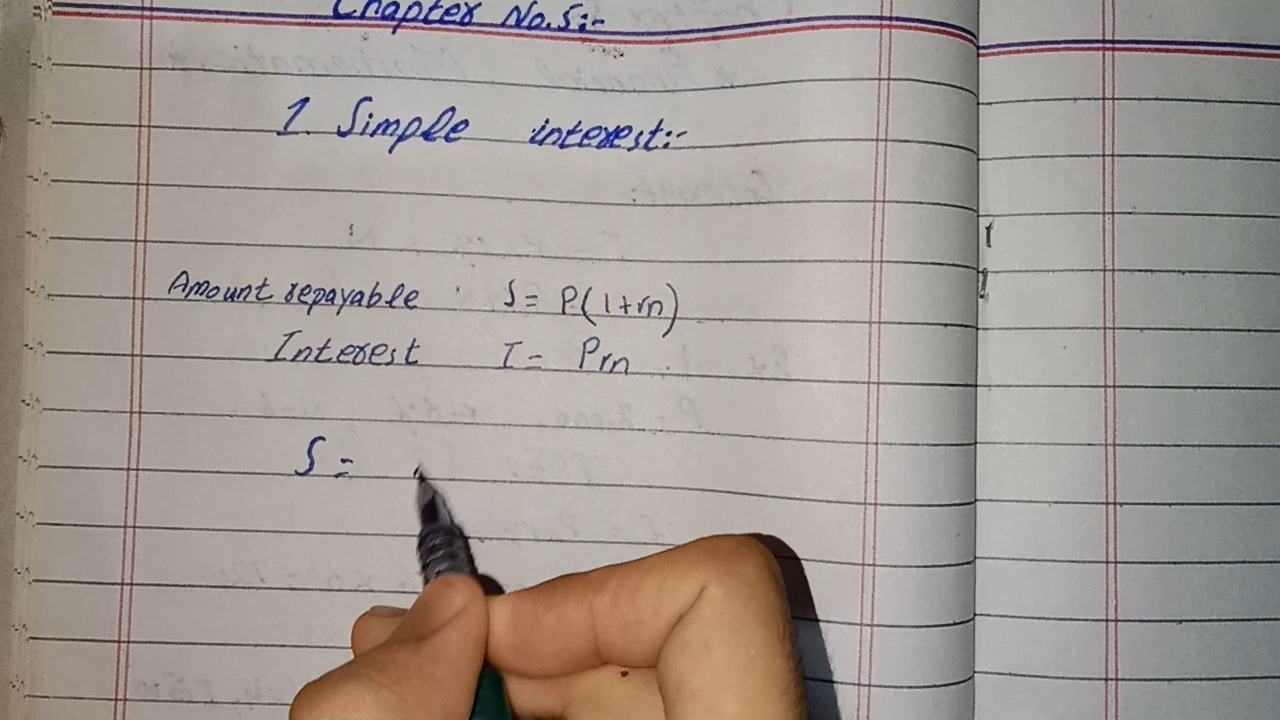 Chapter No.5:-
1. Simple interest:-
Amount repayable S= P(1+rn)
Interest I= Prn
S=